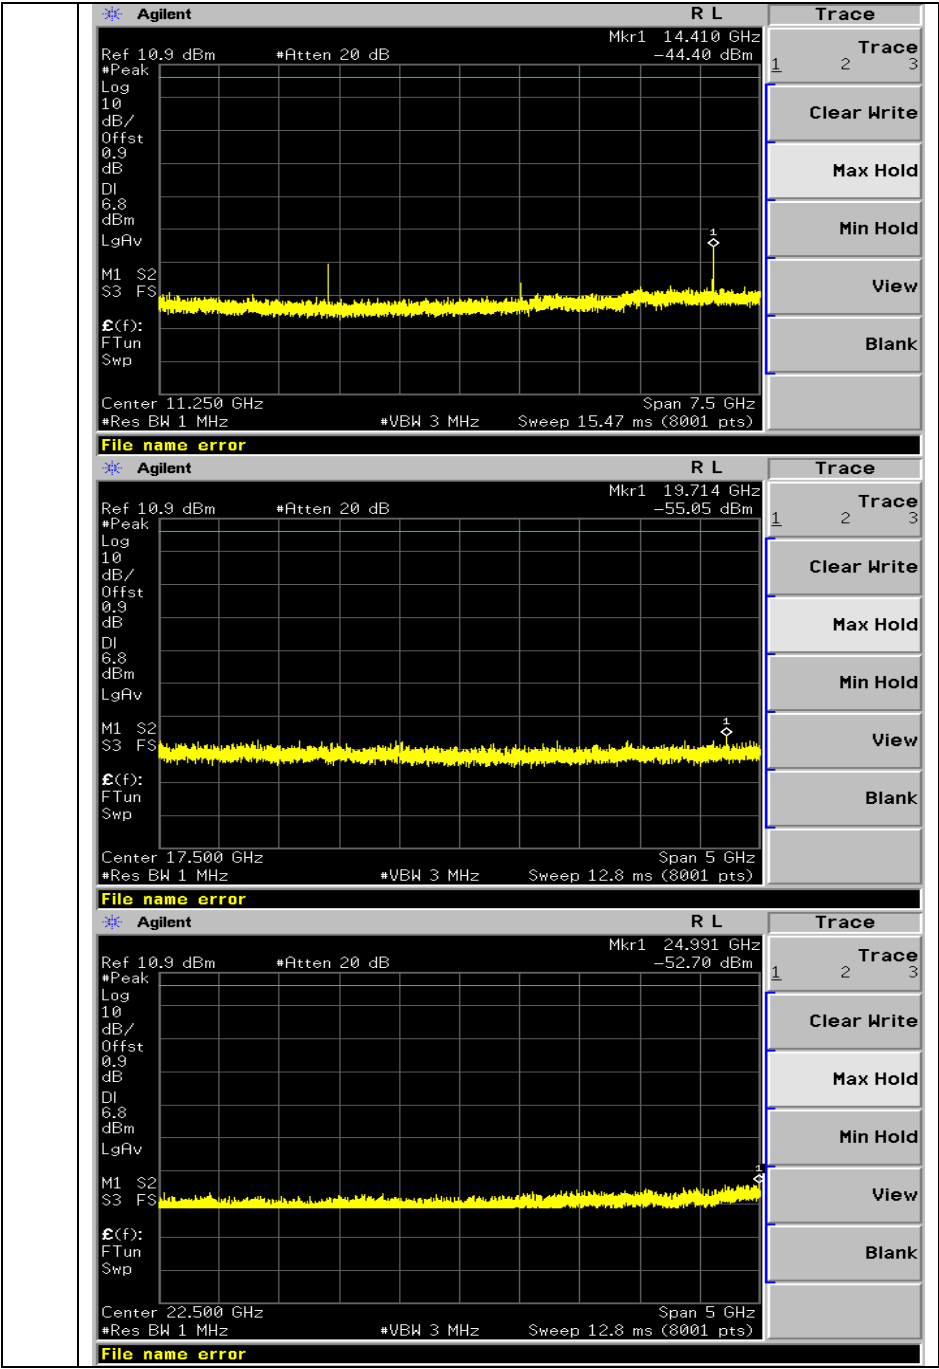 Agilent R L Trace
Mkr1 14.410 GHz
Ref 10.9 dBm #Atten 20 dB -44.40 dBm
#Peak
Log
10
dB/
Offst
0.9
dB
DI
6.8
dBm
LgAv
M1 S2
S3 FS
£(f):
FTun
Swp
1
Center 11.250 GHz Span 7.5 GHz
#Res BW 1 MHz #VBW 3 MHz Sweep 15.47 ms (8001 pts)
File name error
Trace
1 2 3
Clear Write
Max Hold
Min Hold
View
Blank
Agilent R L Trace
Mkr1 19.714 GHz
Ref 10.9 dBm #Atten 20 dB -55.05 dBm
#Peak
Log
10
dB/
Offst
0.9
dB
DI
6.8
dBm
LgAv
M1 S2
S3 FS
£(f):
FTun
Swp
1
Center 17.500 GHz Span 5 GHz
#Res BW 1 MHz #VBW 3 MHz Sweep 12.8 ms (8001 pts)
File name error
Trace
1 2 3
Clear Write
Max Hold
Min Hold
View
Blank
Agilent R L Trace
Mkr1 24.991 GHz
Ref 10.9 dBm #Atten 20 dB -52.70 dBm
#Peak
Log
10
dB/
Offst
0.9
dB
DI
6.8
dBm
LgAv
M1 S2
S3 FS
£(f):
FTun
Swp
1
Center 22.500 GHz Span 5 GHz
#Res BW 1 MHz #VBW 3 MHz Sweep 12.8 ms (8001 pts)
File name error
Trace
1 2 3
Clear Write
Max Hold
Min Hold
View
Blank